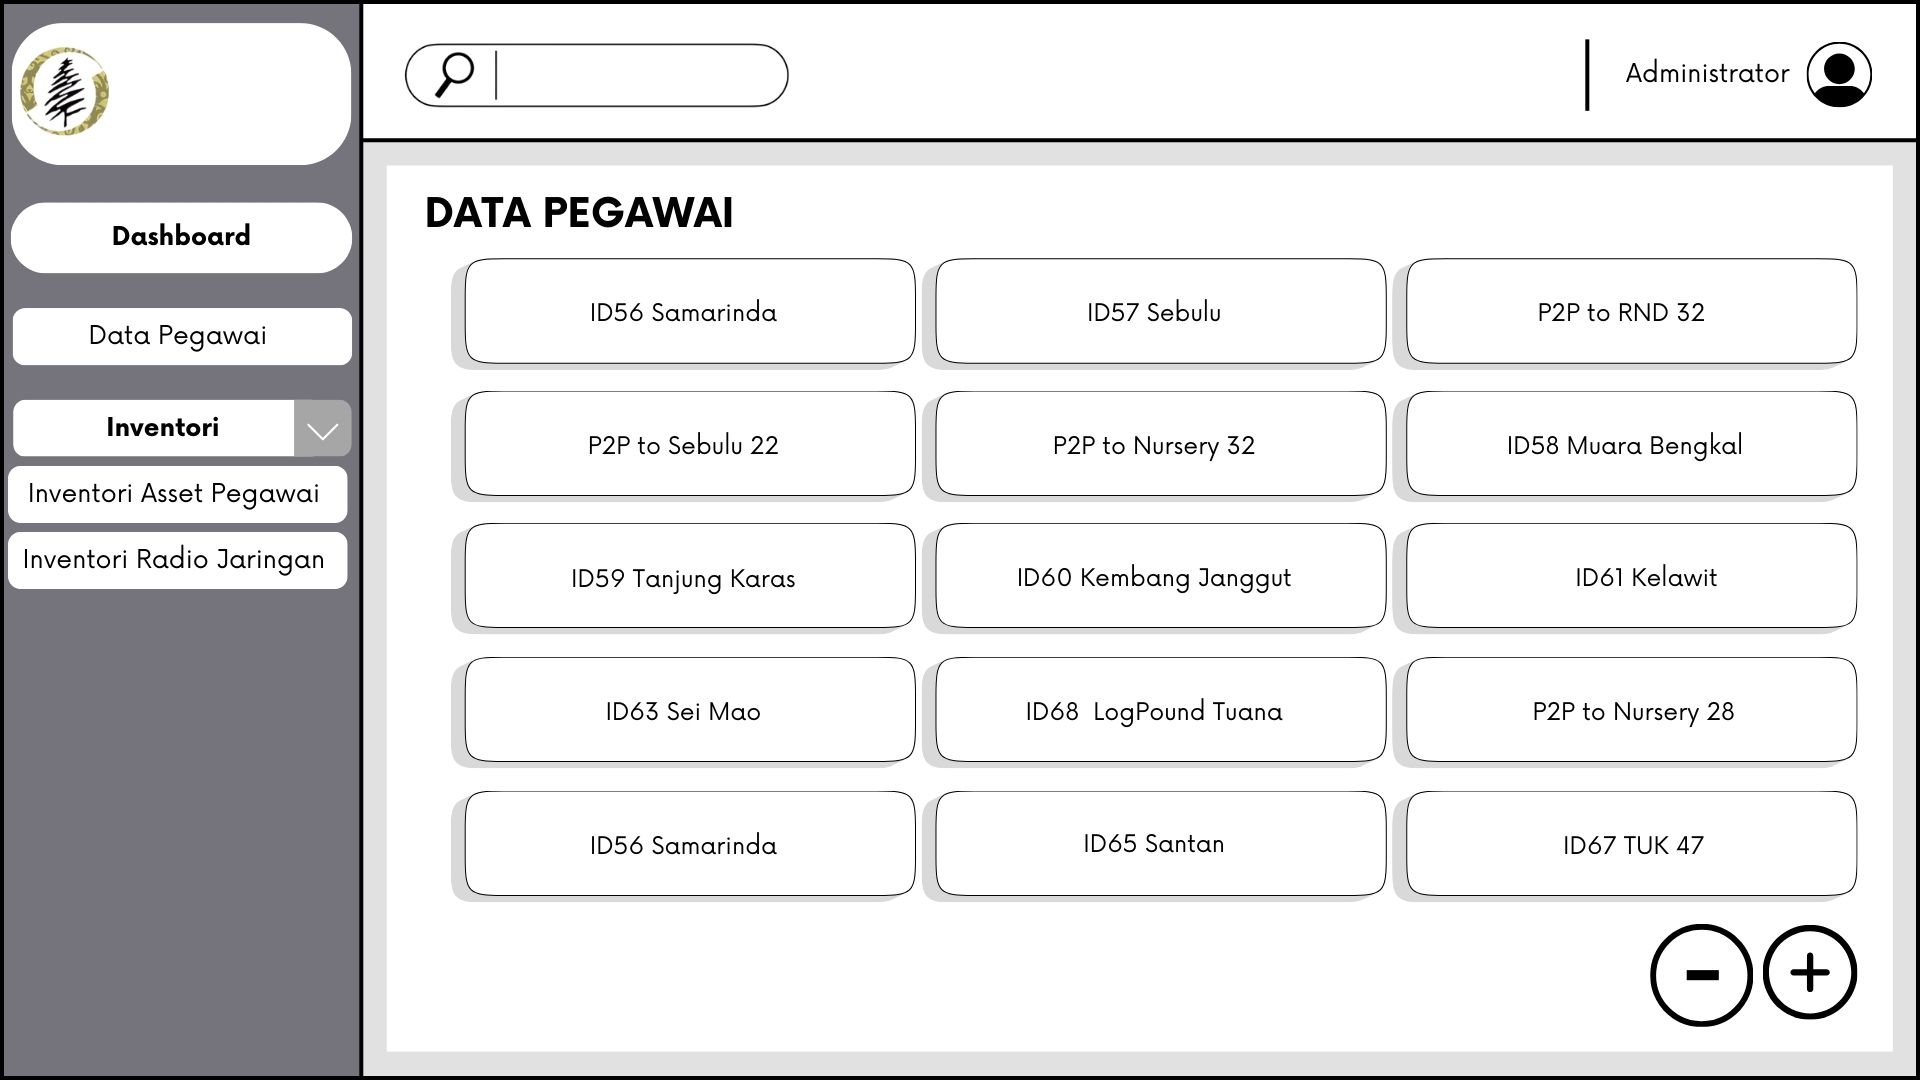 Administrator
Dashboard
Data Pegawai
Inventori
Inventori Asset Pegawai
Inventori Radio Jaringan
DATA PEGAWAI
ID56 Samarinda
ID57 Sebulu
P2P to RND 32
P2P to Sebulu 22
P2P to Nursery 32
ID58 Muara Bengkal
ID59 Tanjung Karas
ID60 Kembang Janggut
ID61 Kelawit
ID63 Sei Mao
ID68  LogPound Tuana
P2P to Nursery 28
ID56 Samarinda
ID65 Santan
ID67 TUK 47